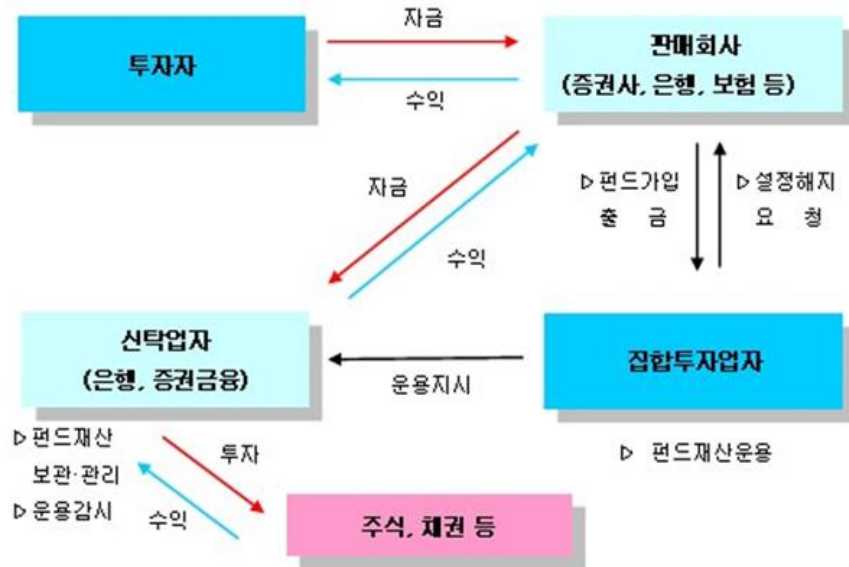 자금
투자자
판매회사
(증권사, 은행, 보험 등)
수익
자금
▷펀드가입
출 금
▷설정해지
요 청
수익
신탁업자
(은행, 증권금융)
운용지시
집합투자업자
▷펀드재산
보관·관리
▷운용감시
투자
수익
▷ 펀드재산운용
주식, 채권 등